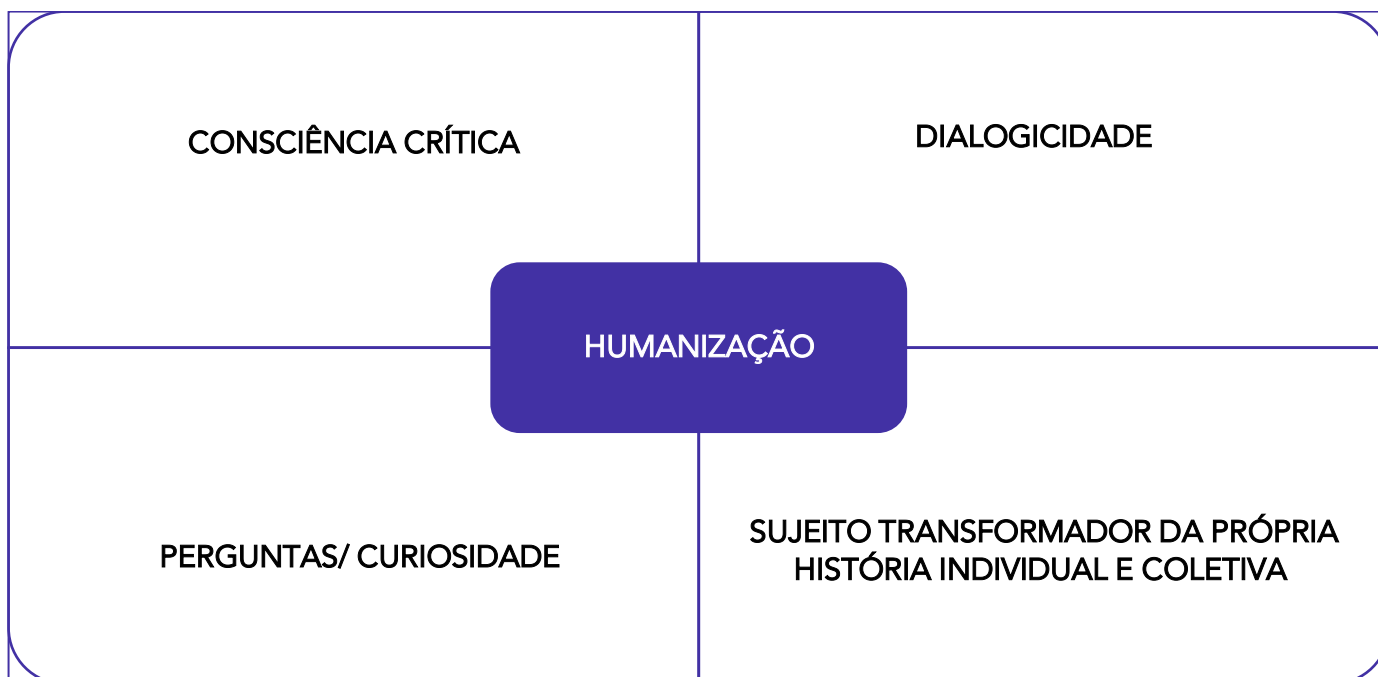 CONSCIÊNCIA CRÍTICA
DIALOGICIDADE
HUMANIZAÇÃO
PERGUNTAS/ CURIOSIDADE
SUJEITO TRANSFORMADOR DA PRÓPRIA
HISTÓRIA INDIVIDUAL E COLETIVA